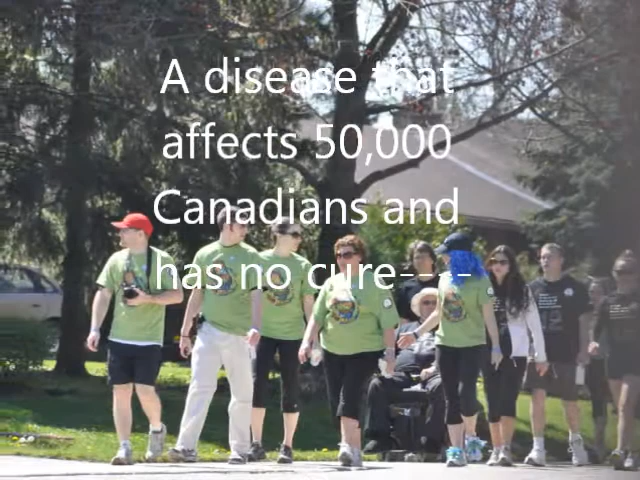 A disease that
affects 50,000
Canadians and
has no cure----